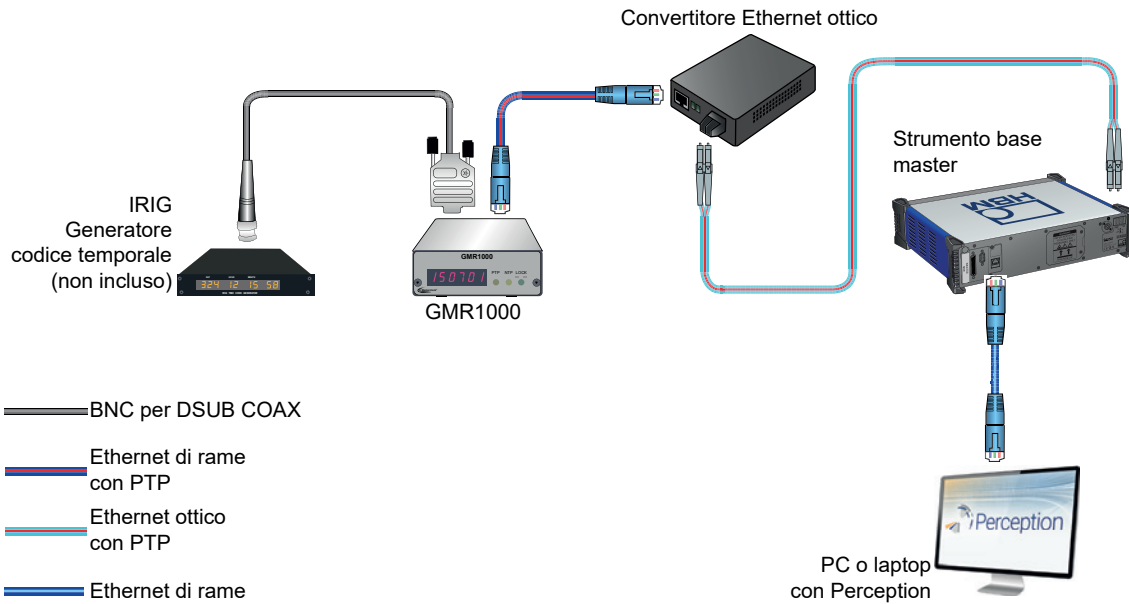 Convertitore Ethernet ottico
Strumento base
master
HBM
IRIG
Generatore
codice temporale
(non incluso)
324 12 15 58
GMR1000
150701
PTP NTP LOCK
GMR1000
BNC per DSUB COAX
Ethernet di rame
con PTP
Ethernet ottico
con PTP
Ethernet di rame
Perception
PC o laptop
con Perception